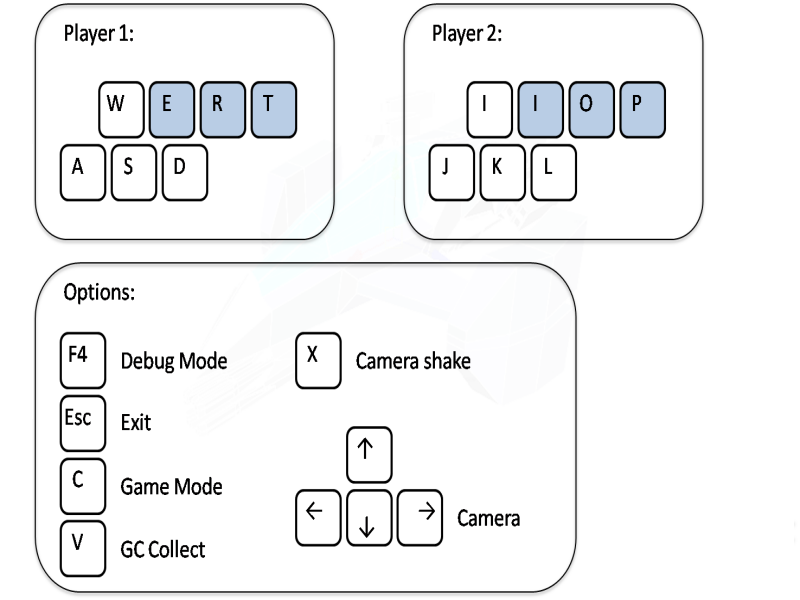 Player 1:
W E R T
A S D
Player 2:
I I O P
J K L
Options:
F4 Debug Mode
Esc Exit
C Game Mode
V GC Collect
X Camera shake
↑
← ↓ → Camera